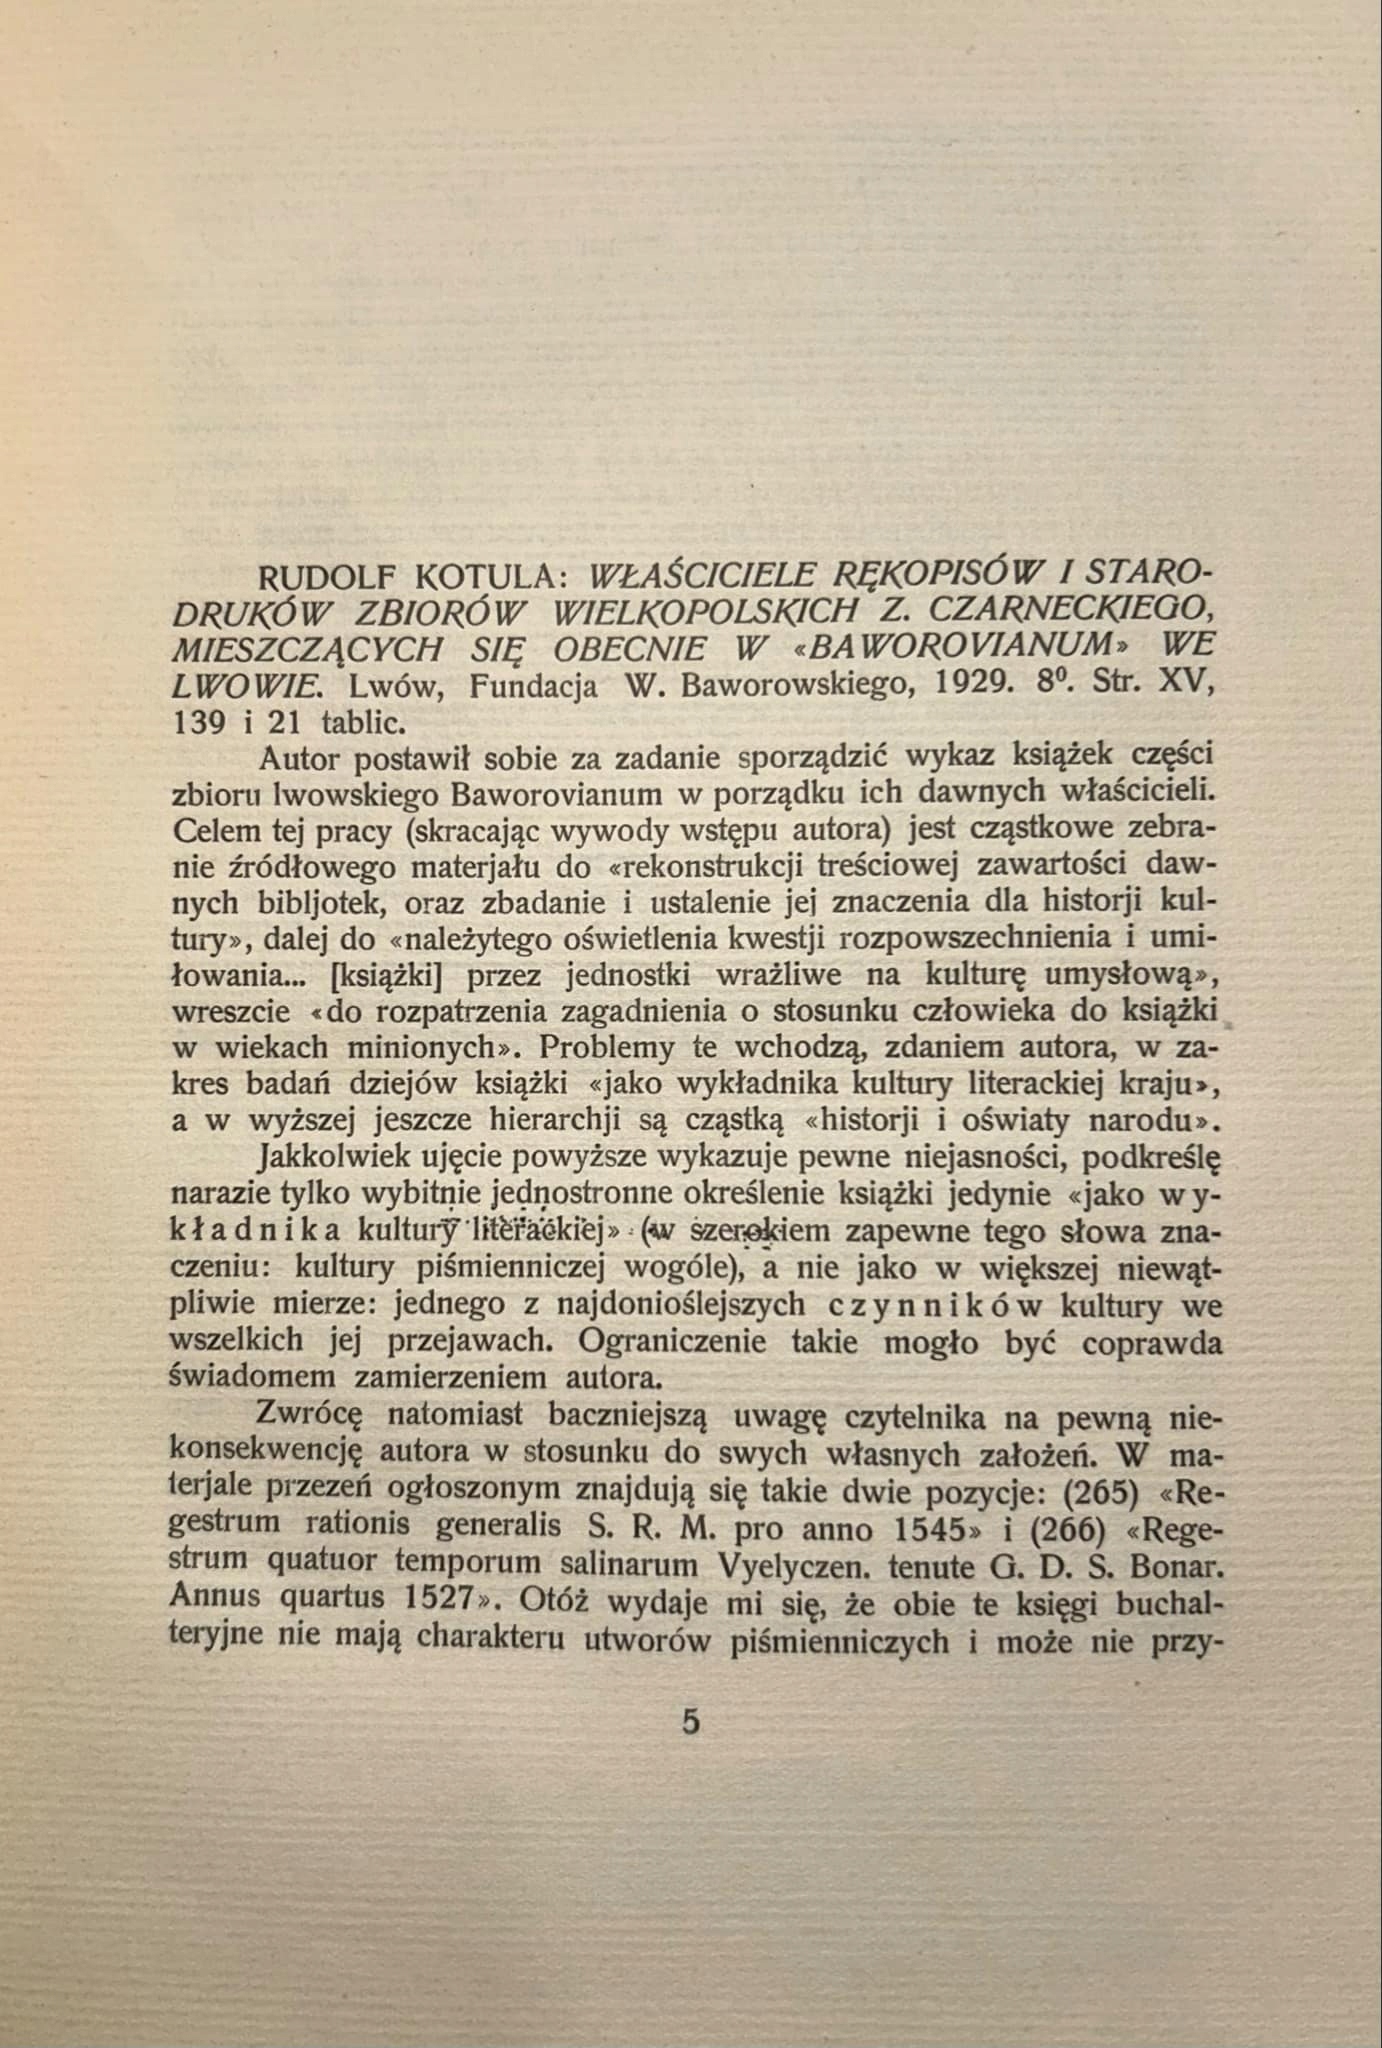 RUDOLF KOTULA: WŁAŚCICIELE RĘKOPISÓW I STARO-
DRUKÓW ZBIORÓW WIELKOPOLSKICH Z. CZARNECKIEGO,
MIESZCZĄCYCH SIĘ OBECNIE W «BAWOROVIANUM» WE
LWOWIE. Lwów, Fundacja W. Baworowskiego, 1929. 8⁰. Str. XV,
139 i 21 tablic.
Autor postawił sobie za zadanie sporządzić wykaz książek części
zbioru lwowskiego Baworovianum w porządku ich dawnych właścicieli.
Celem tej pracy (skracając wywody wstępu autora) jest cząstkowe zebra-
nie źródłowego materjału do «rekonstrukcji treściowej zawartości daw-
nych bibljotek, oraz zbadanie i ustalenie jej znaczenia dla historji kul-
tury», dalej do «należytego oświetlenia kwestji rozpowszechnienia i umi-
łowania... [książki] przez jednostki wrażliwe na kulturę umysłową»,
wreszcie «do rozpatrzenia zagadnienia o stosunku człowieka do książki
w wiekach minionych». Problemy te wchodzą, zdaniem autora, w za-
kres badań dziejów książki «jako wykładnika kultury literackiej kraju»,
a w wyższej jeszcze hierarchji są cząstką «historji i oświaty narodu».
Jakkolwiek ujęcie powyższe wykazuje pewne niejasności, podkreślę
narazie tylko wybitnie jednostronne określenie książki jedynie «jako wy-
kładnika kultury literackiej» (w szerokiem zapewne tego słowa zna-
czeniu: kultury piśmienniczej wogóle), a nie jako w większej niewąt-
pliwie mierze: jednego z najdonioślejszych czynników kultury we
wszelkich jej przejawach. Ograniczenie takie mogło być coprawda
świadomem zamierzeniem autora.
Zwrócę natomiast baczniejszą uwagę czytelnika na pewną nie-
konsekwencję autora w stosunku do swych własnych założeń. W ma-
terjale przezeń ogłoszonym znajdują się takie dwie pozycje: (265) «Re-
gestrum rationis generalis S. R. M. pro anno 1545» i (266) «Rege-
strum quatuor temporum salinarum Vyelyczen. tenute G. D. S. Bonar.
Annus quartus 1527». Otóż wydaje mi się, że obie te księgi buchal-
teryjne nie mają charakteru utworów piśmienniczych i może nie przy-
5